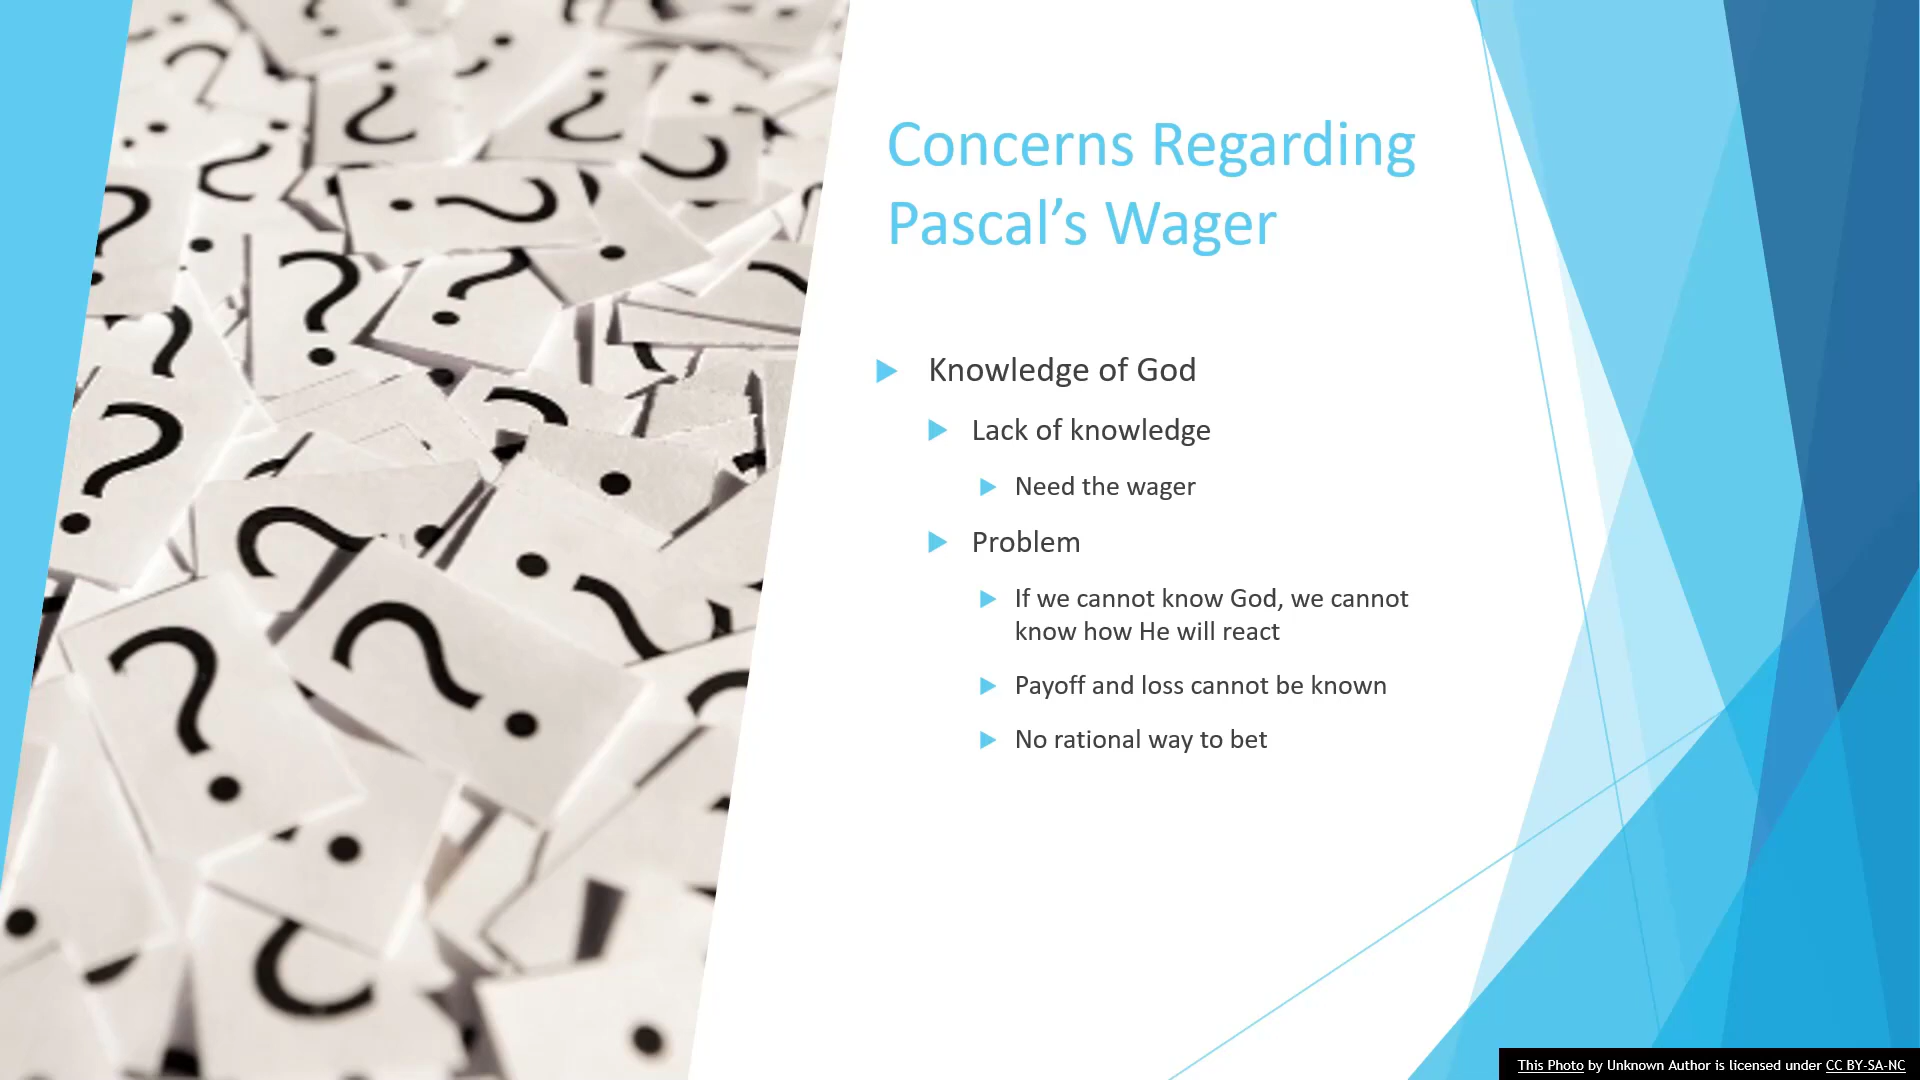 Concerns Regarding
Pascal’s Wager
Knowledge of God
Lack of knowledge
Need the wager
Problem
If we cannot know God, we cannot
know how He will react
Payoff and loss cannot be known
No rational way to bet
This Photo by Unknown Author is licensed under CC BY-SA-NC